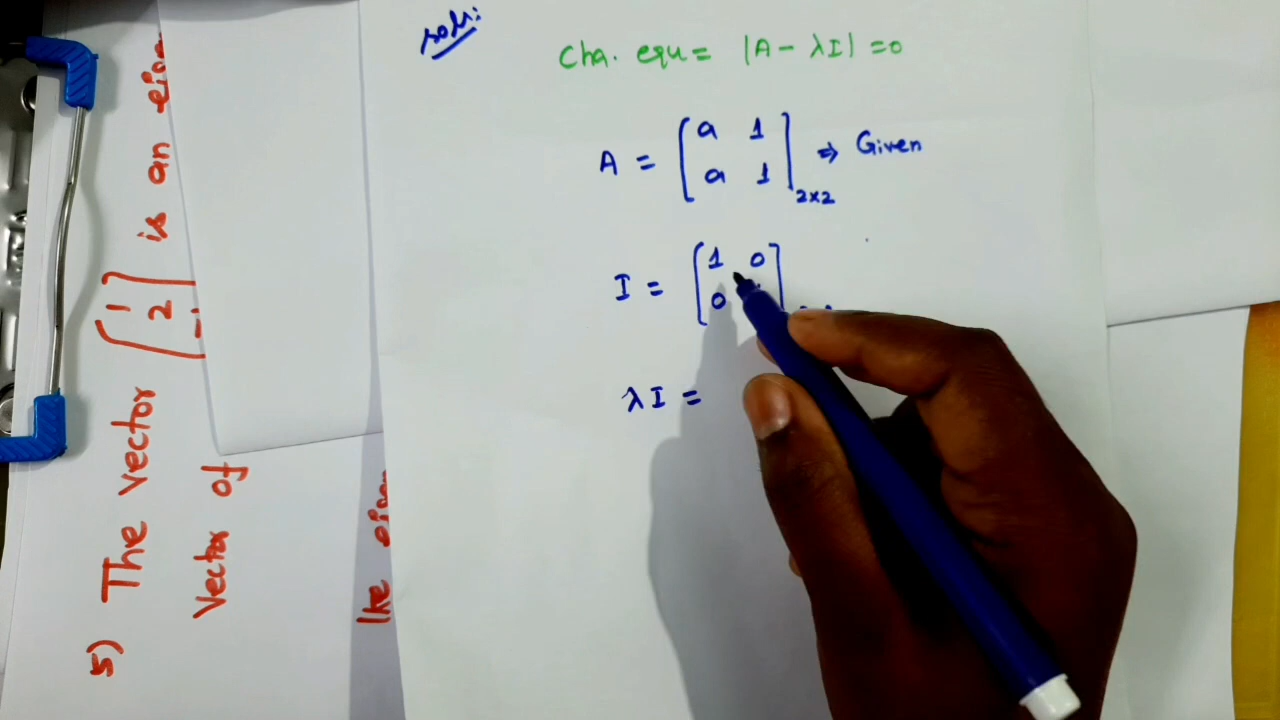 soln:
Cha. equ = |A - λI| = 0
A = [a 1
a 1] 2x2 ⇒ Given
I = [1 0
0
λI =
5) The vector [1
2] is an
vector of